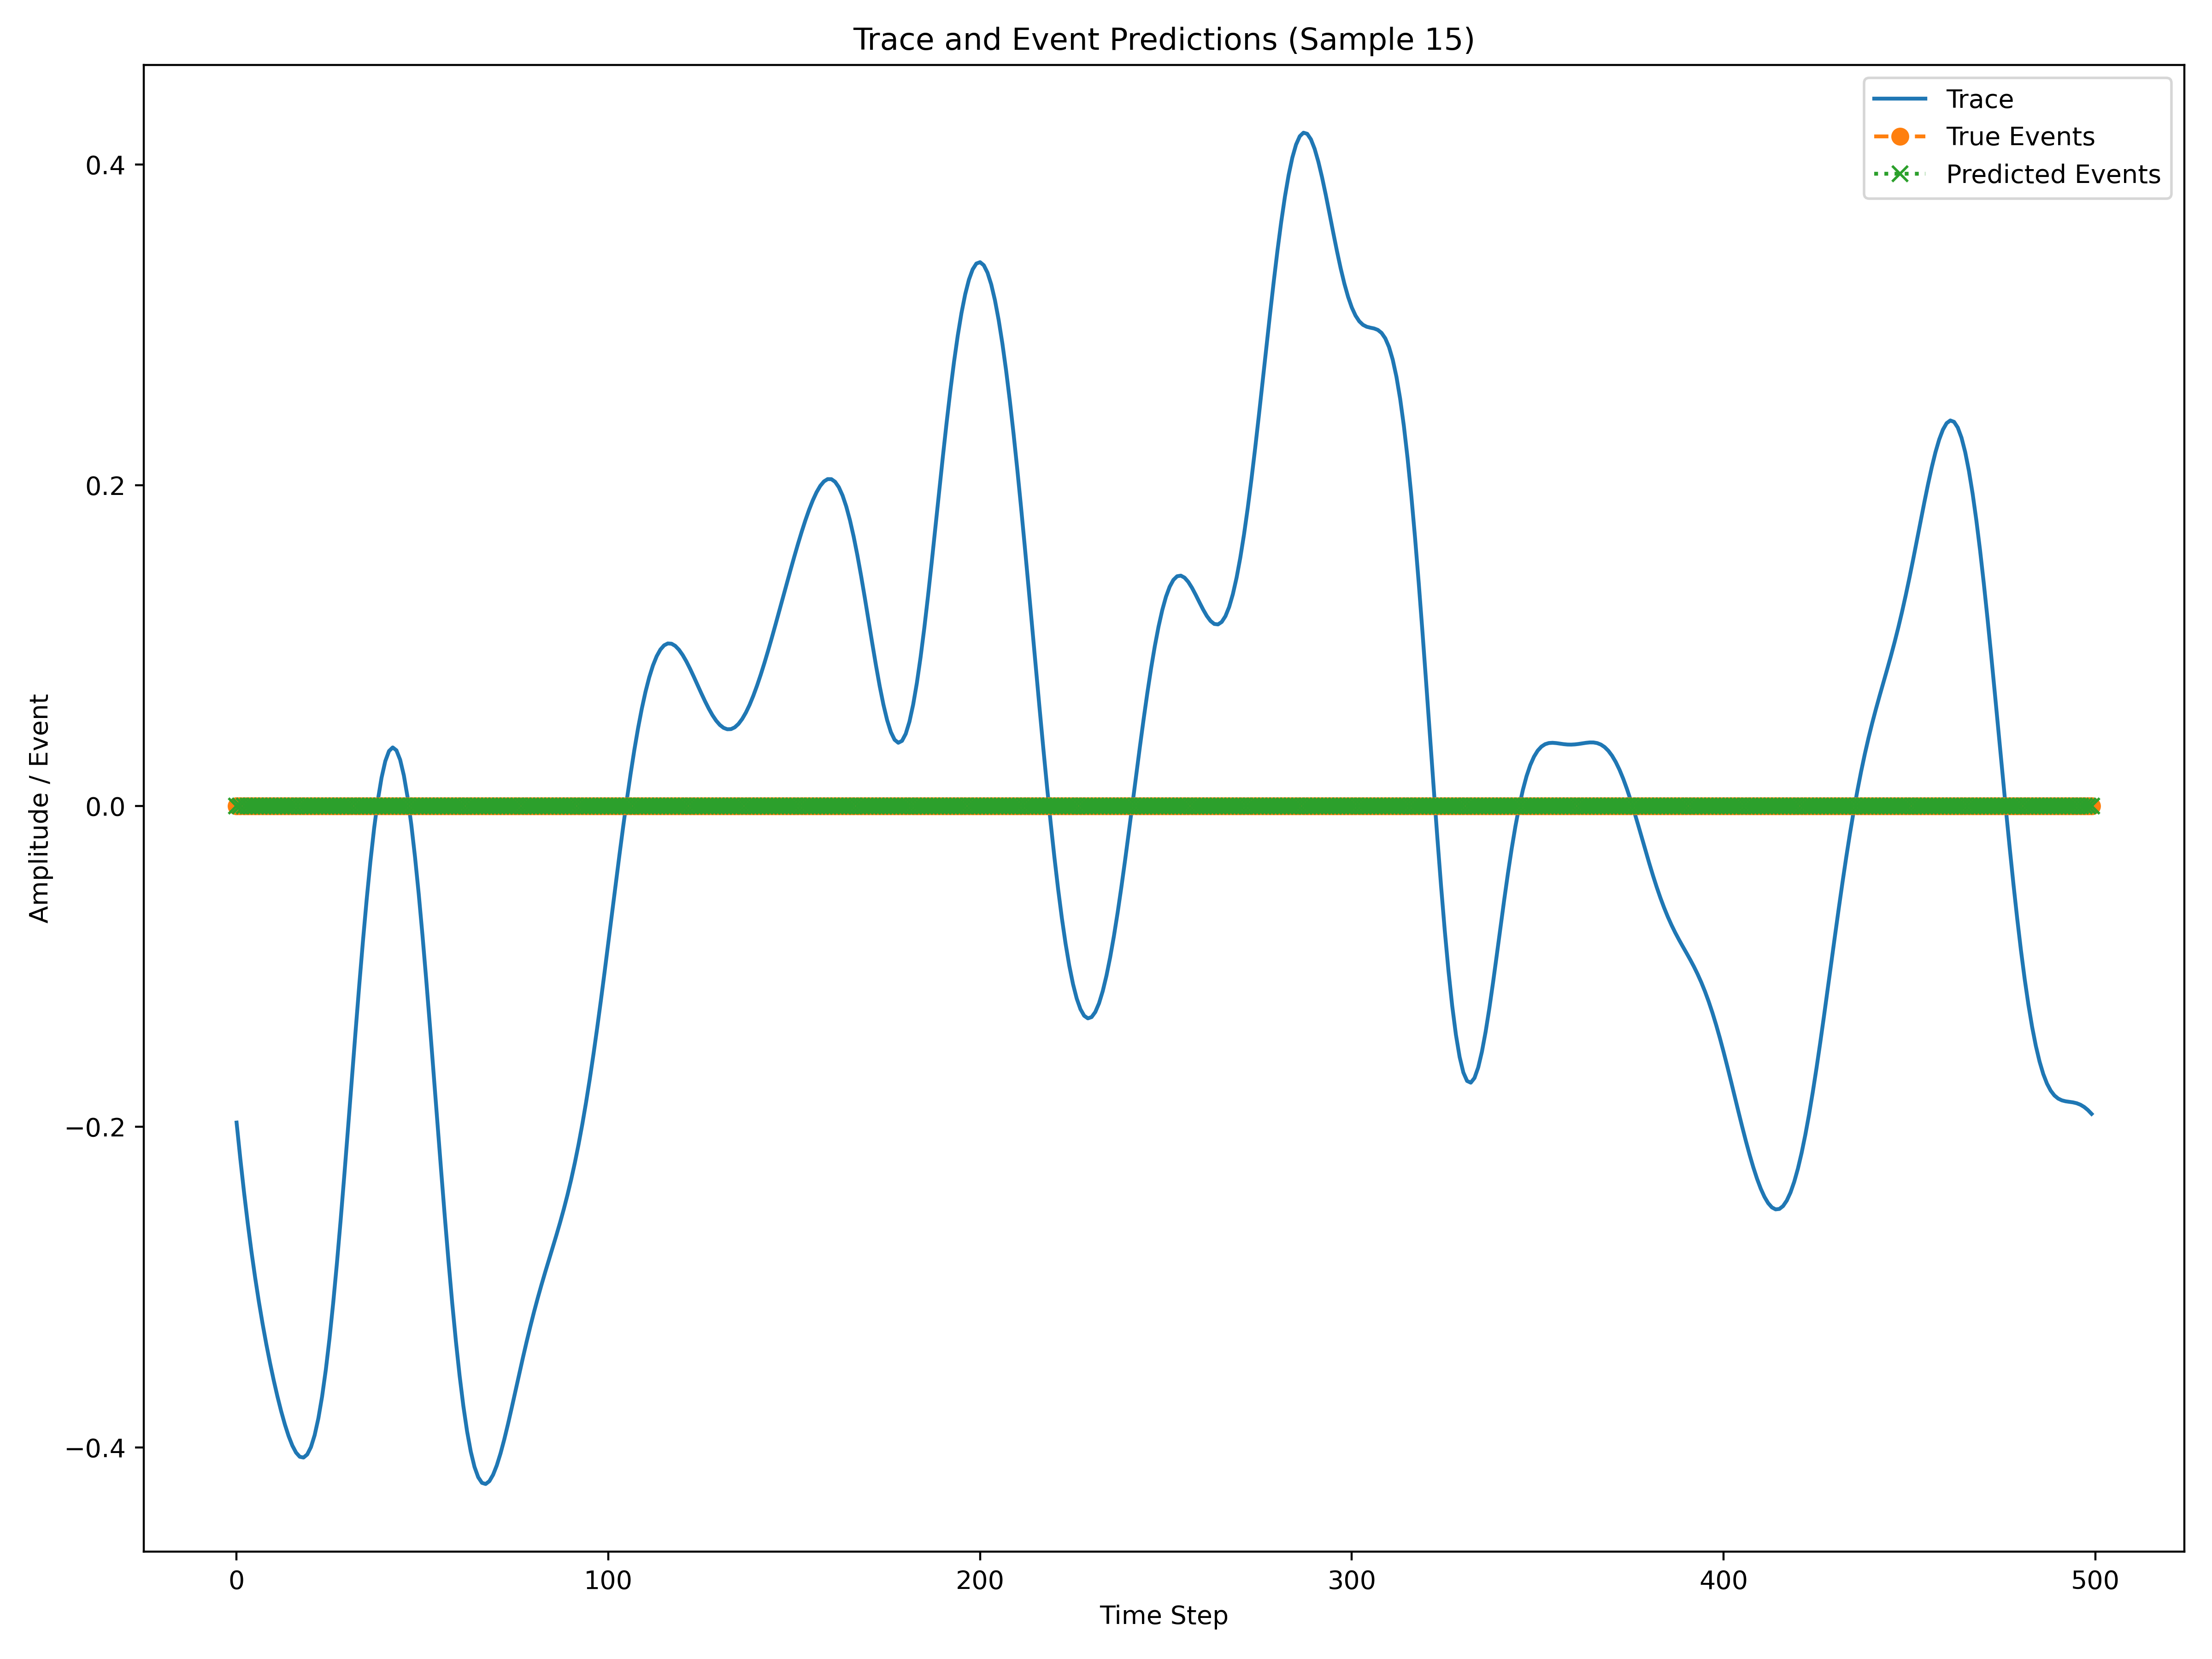 Trace and Event Predictions (Sample 15)
Trace
True Events
Predicted Events
0.4
0.2
0.0
−0.2
−0.4
Amplitude / Event
0 100 200 300 400 500
Time Step